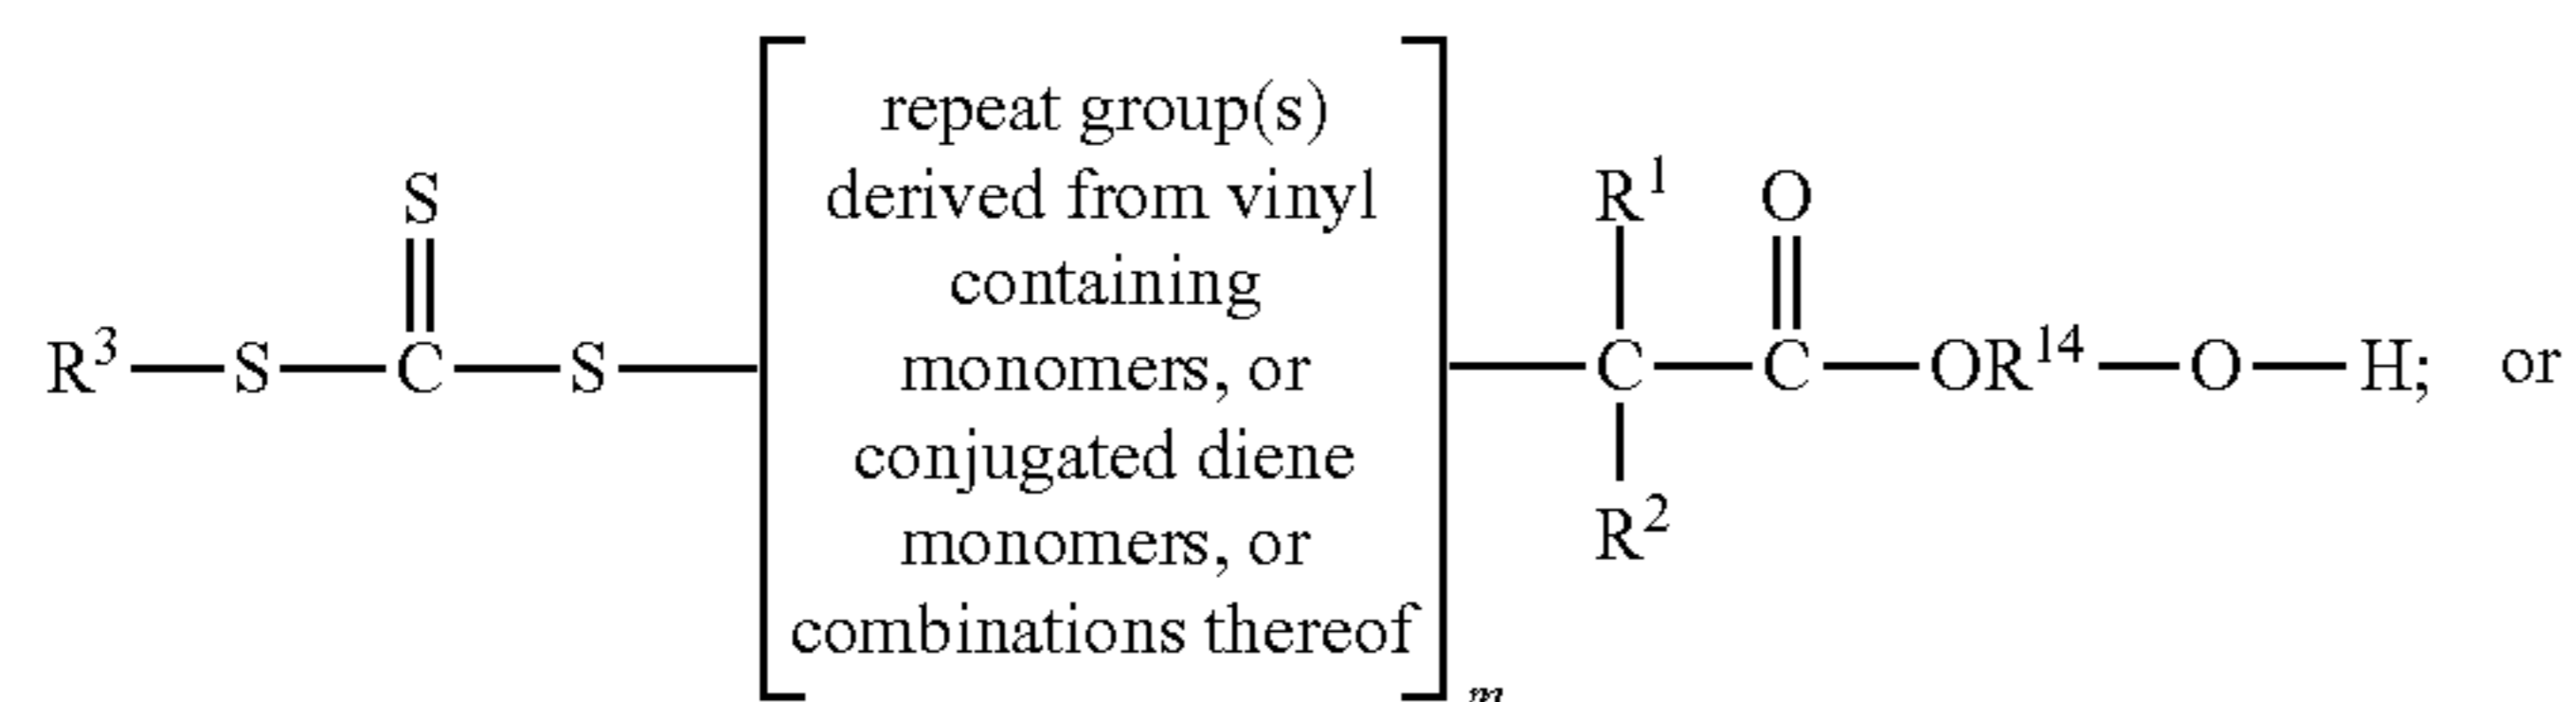 S
R³—S—C—S—
repeat group(s)
derived from vinyl
containing
monomers, or
conjugated diene
monomers, or
combinations thereof
m
R¹ O
—C—C—OR¹⁴—O—H; or
R²